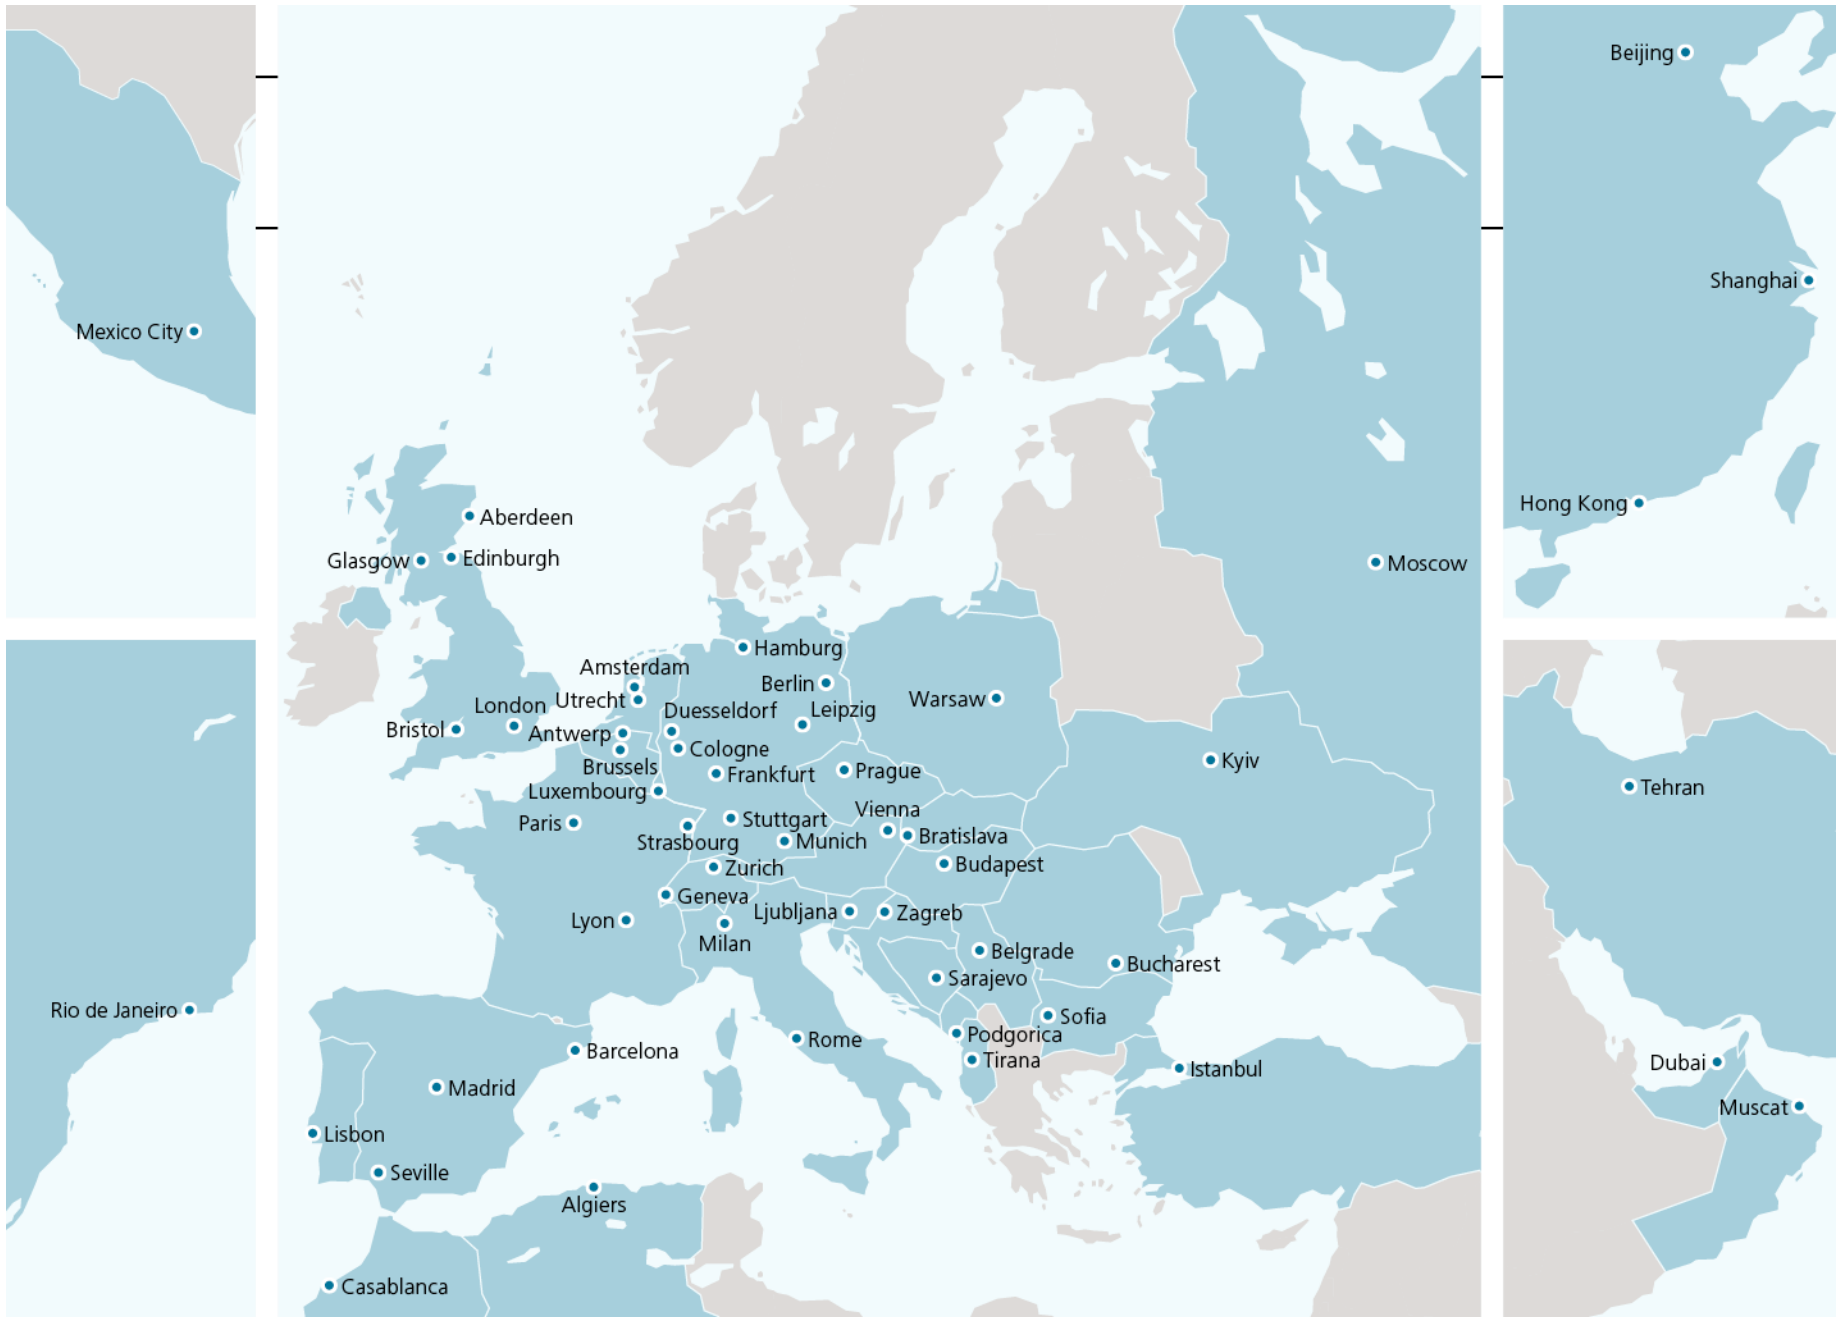 Mexico City
Rio de Janeiro
Aberdeen
Glasgow
Edinburgh
Moscow
Hamburg
Amsterdam
Berlin
Utrecht
Warsaw
London
Duesseldorf
Leipzig
Bristol
Antwerp
Cologne
Brussels
Frankfurt
Prague
Kyiv
Luxembourg
Vienna
Paris
Stuttgart
Strasbourg
Munich
Bratislava
Zurich
Budapest
Geneva
Lyon
Ljubljana
Zagreb
Milan
Belgrade
Bucharest
Sarajevo
Sofia
Podgorica
Rome
Barcelona
Tirana
Istanbul
Madrid
Lisbon
Seville
Algiers
Casablanca
Beijing
Shanghai
Hong Kong
Tehran
Dubai
Muscat